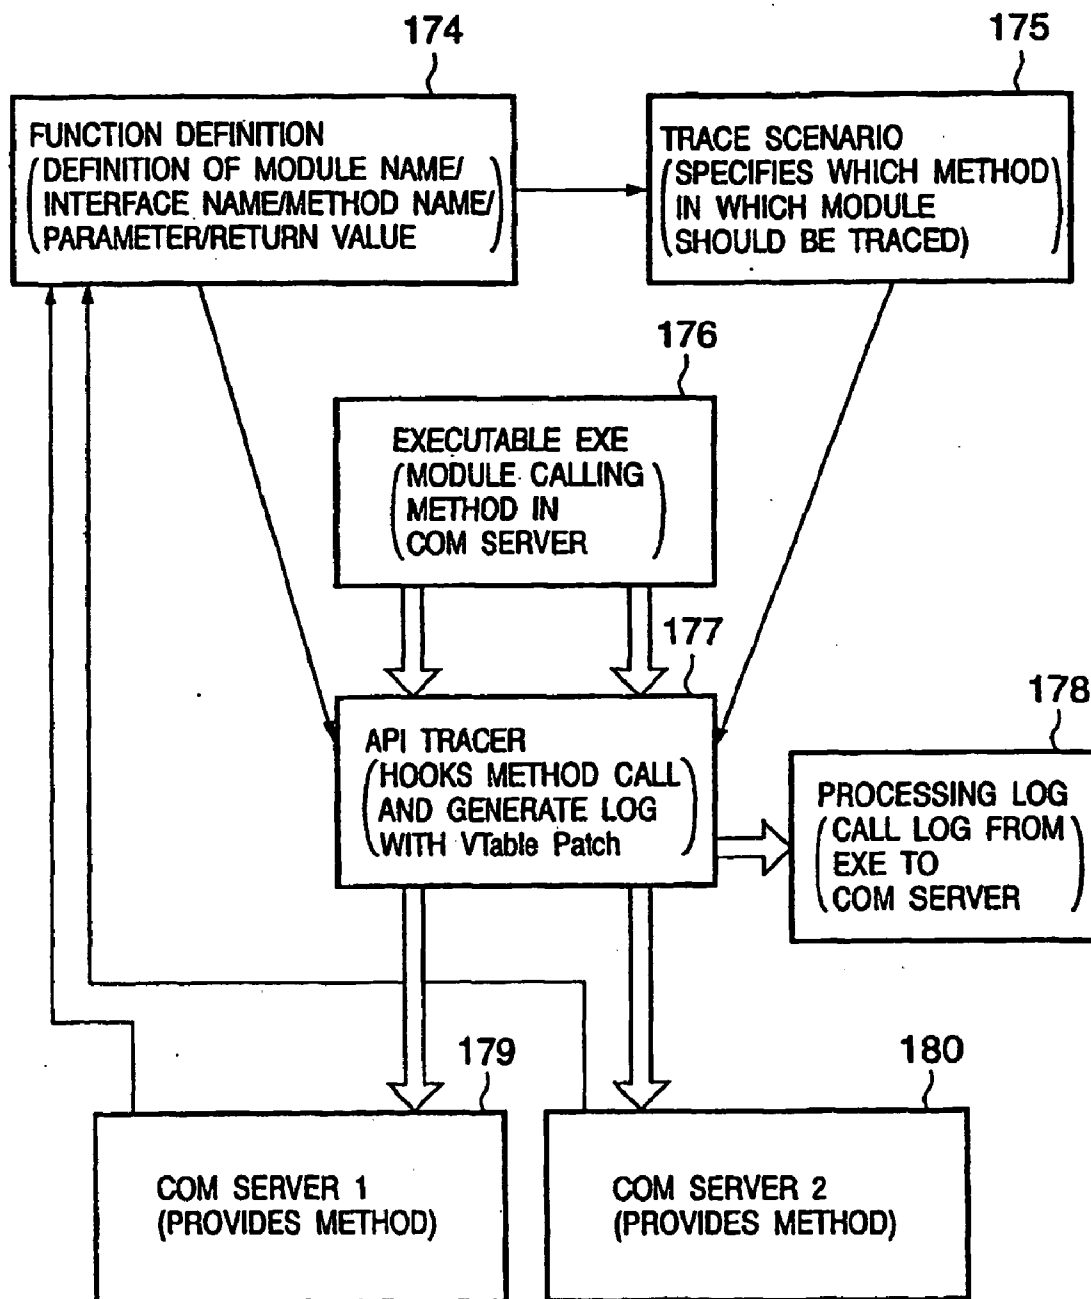 174
FUNCTION DEFINITION
(DEFINITION OF MODULE NAME/
INTERFACE NAME/METHOD NAME/
PARAMETER/RETURN VALUE)
175
TRACE SCENARIO
(SPECIFIES WHICH METHOD
IN WHICH MODULE
SHOULD BE TRACED))
176
EXECUTABLE EXE
(MODULE CALLING
METHOD IN
COM SERVER)
177
API TRACER
(HOOKS METHOD CALL
AND GENERATE LOG
WITH VTable Patch)
178
PROCESSING LOG
(CALL LOG FROM
EXE TO
COM SERVER)
179
COM SERVER 1
(PROVIDES METHOD)
180
COM SERVER 2
(PROVIDES METHOD)